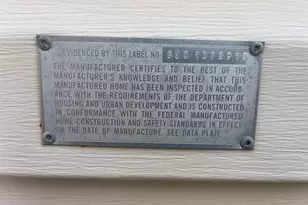 EVIDENCED BY THIS LABEL NO.
THE MANUFACTURER CERTIFIES TO THE BEST OF THE
MANUFACTURER'S KNOWLEDGE AND BELIEF THAT THIS
MANUFACTURED HOME HAS BEEN INSPECTED IN ACCORD-
ANCE WITH THE REQUIREMENTS OF THE DEPARTMENT OF
HOUSING AND URBAN DEVELOPMENT AND IS CONSTRUCTED
IN CONFORMANCE WITH THE FEDERAL MANUFACTURED
HOME CONSTRUCTION AND SAFETY STANDARDS IN EFFECT
ON THE DATE OF MANUFACTURE. SEE DATA PLATE.